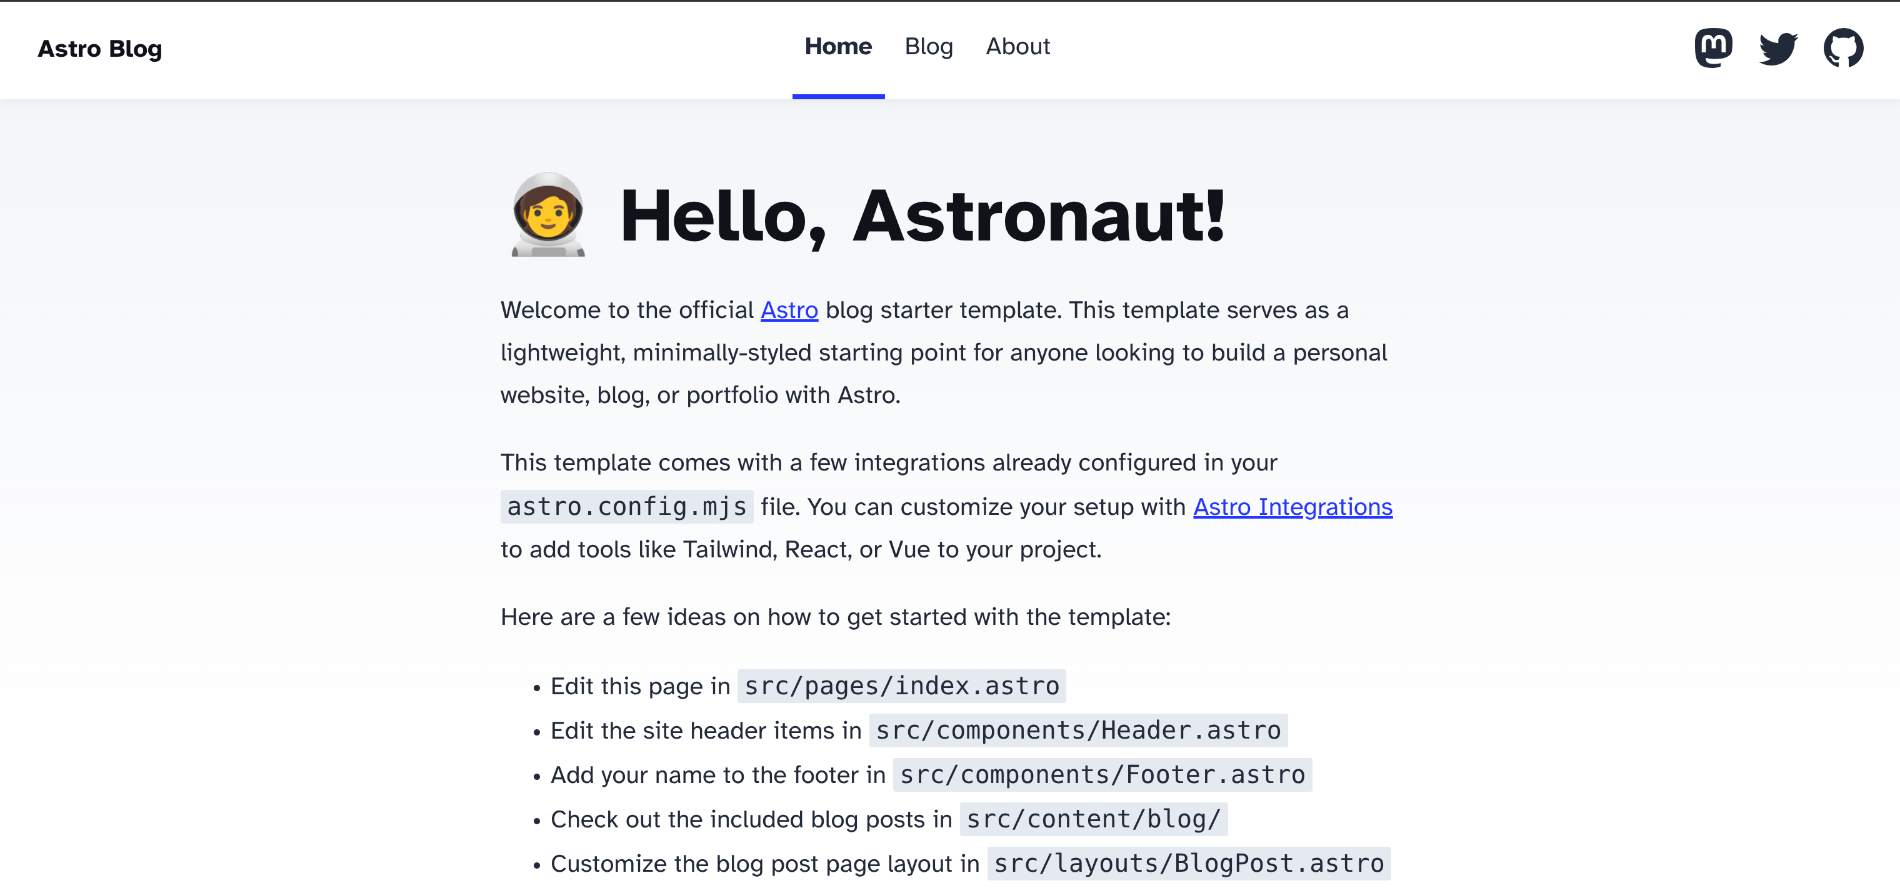 Astro Blog
Home Blog About
Hello, Astronaut!
Welcome to the official Astro blog starter template. This template serves as a
lightweight, minimally-styled starting point for anyone looking to build a personal
website, blog, or portfolio with Astro.
This template comes with a few integrations already configured in your
astro.config.mjs file. You can customize your setup with Astro Integrations
to add tools like Tailwind, React, or Vue to your project.
Here are a few ideas on how to get started with the template:
• Edit this page in src/pages/index.astro
• Edit the site header items in src/components/Header.astro
• Add your name to the footer in src/components/Footer.astro
• Check out the included blog posts in src/content/blog/
• Customize the blog post page layout in src/layouts/BlogPost.astro